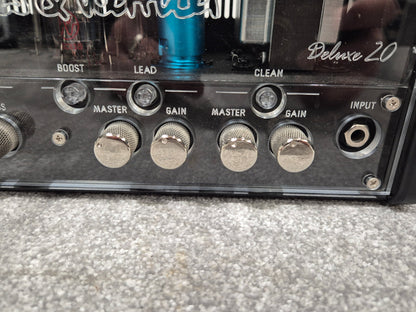 Deluxe 20
BOOST LEAD CLEAN
MASTER GAIN MASTER GAIN INPUT